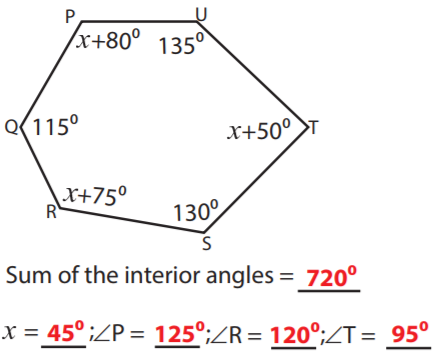 P U
x+80⁰ 135⁰
Q 115⁰ x+50⁰ T
x+75⁰
R 130⁰
S
Sum of the interior angles = 720⁰
x = 45⁰ ;∠P = 125⁰;∠R = 120⁰;∠T = 95⁰